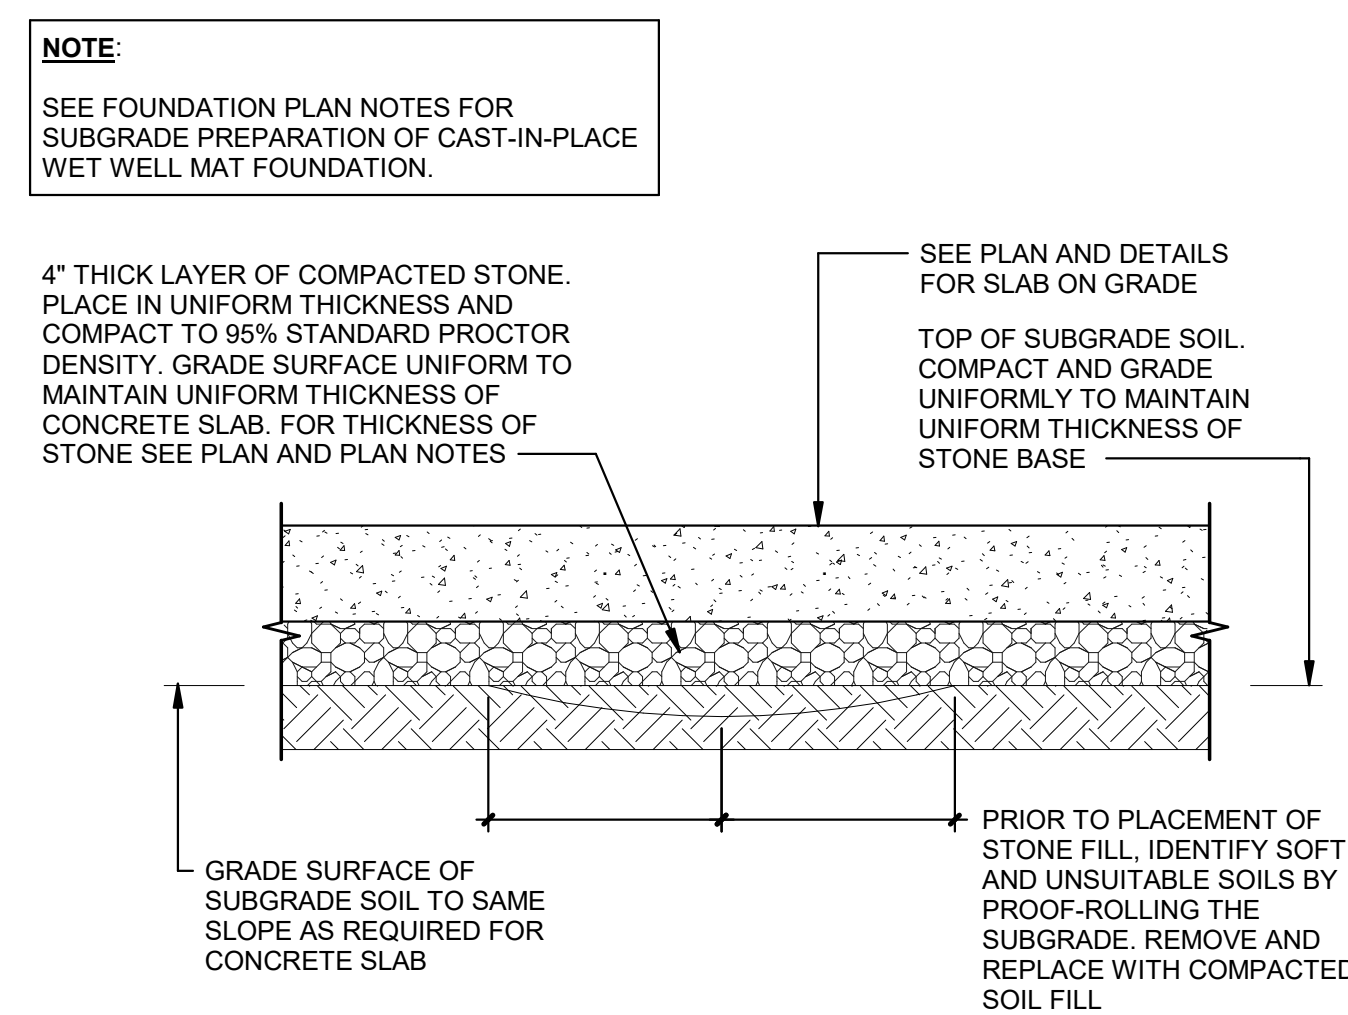 NOTE:
SEE FOUNDATION PLAN NOTES FOR
SUBGRADE PREPARATION OF CAST-IN-PLACE
WET WELL MAT FOUNDATION.
4" THICK LAYER OF COMPACTED STONE.
PLACE IN UNIFORM THICKNESS AND
COMPACT TO 95% STANDARD PROCTOR
DENSITY. GRADE SURFACE UNIFORM TO
MAINTAIN UNIFORM THICKNESS OF
CONCRETE SLAB. FOR THICKNESS OF
STONE SEE PLAN AND PLAN NOTES
SEE PLAN AND DETAILS
FOR SLAB ON GRADE
TOP OF SUBGRADE SOIL.
COMPACT AND GRADE
UNIFORMLY TO MAINTAIN
UNIFORM THICKNESS OF
STONE BASE
GRADE SURFACE OF
SUBGRADE SOIL TO SAME
SLOPE AS REQUIRED FOR
CONCRETE SLAB
PRIOR TO PLACEMENT OF
STONE FILL, IDENTIFY SOFT
AND UNSUITABLE SOILS BY
PROOF-ROLLING THE
SUBGRADE. REMOVE AND
REPLACE WITH COMPACTED
SOIL FILL